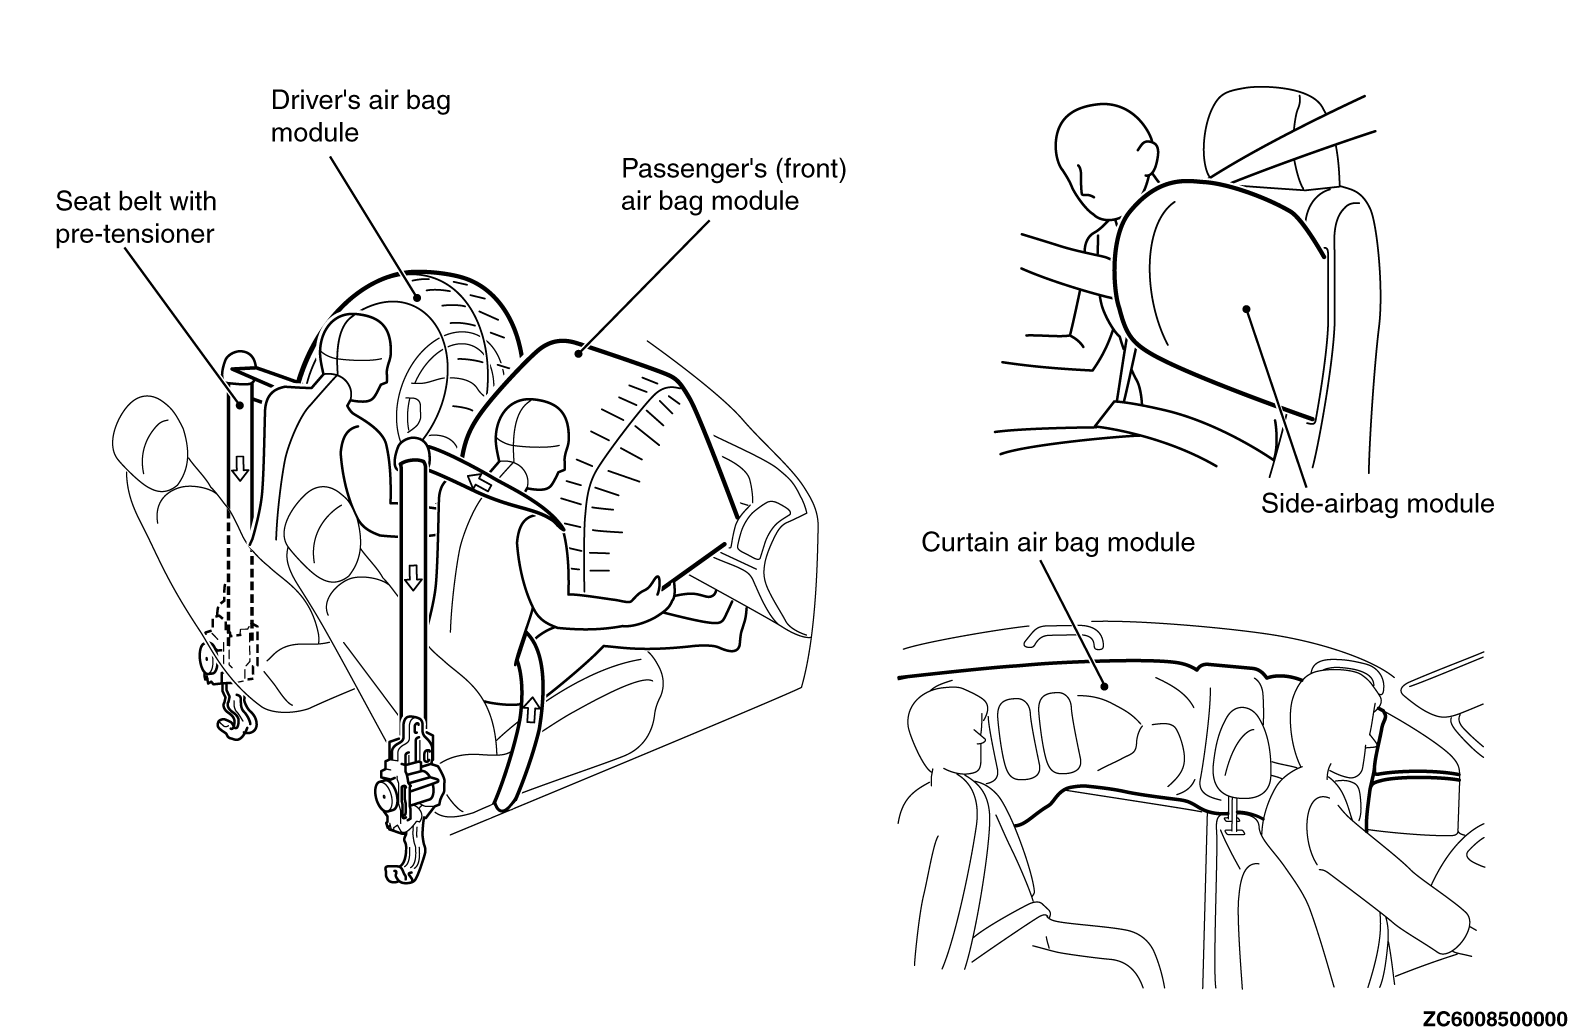 Driver's air bag
module
Passenger's (front)
air bag module
Seat belt with
pre-tensioner
Side-airbag module
Curtain air bag module
ZC6008500000